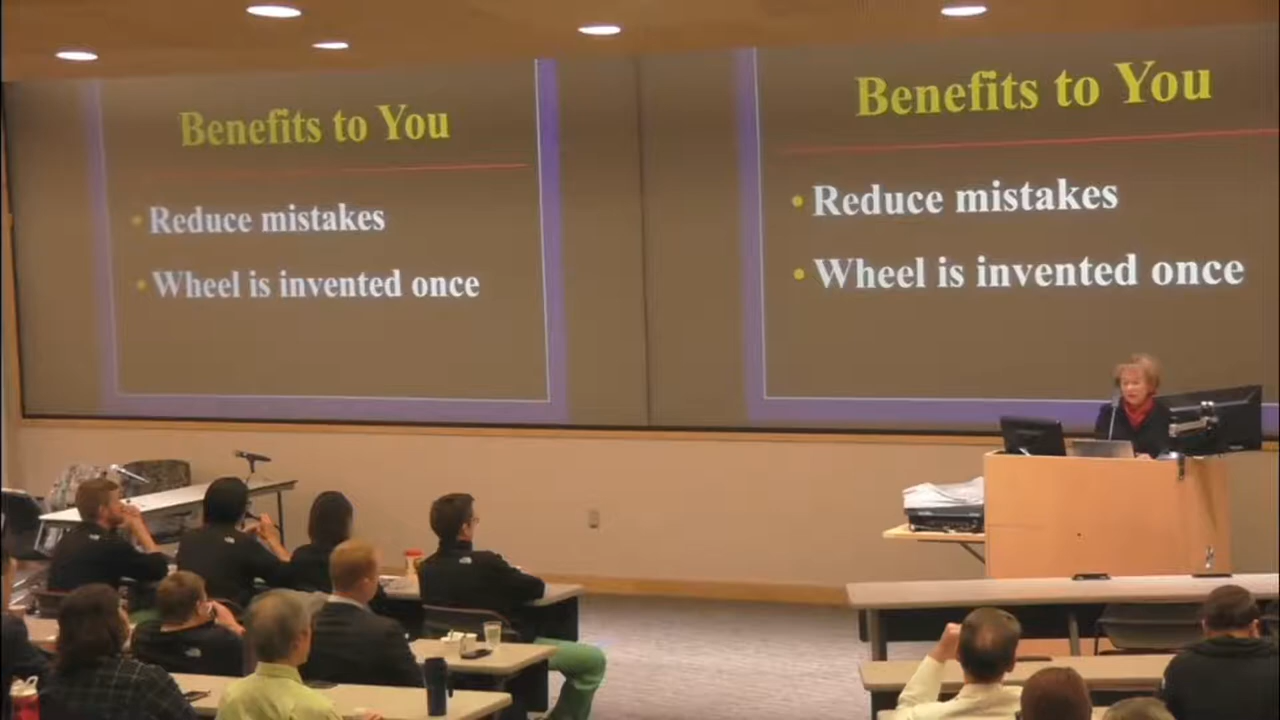 Benefits to You
• Reduce mistakes
• Wheel is invented once
Benefits to You
• Reduce mistakes
• Wheel is invented once